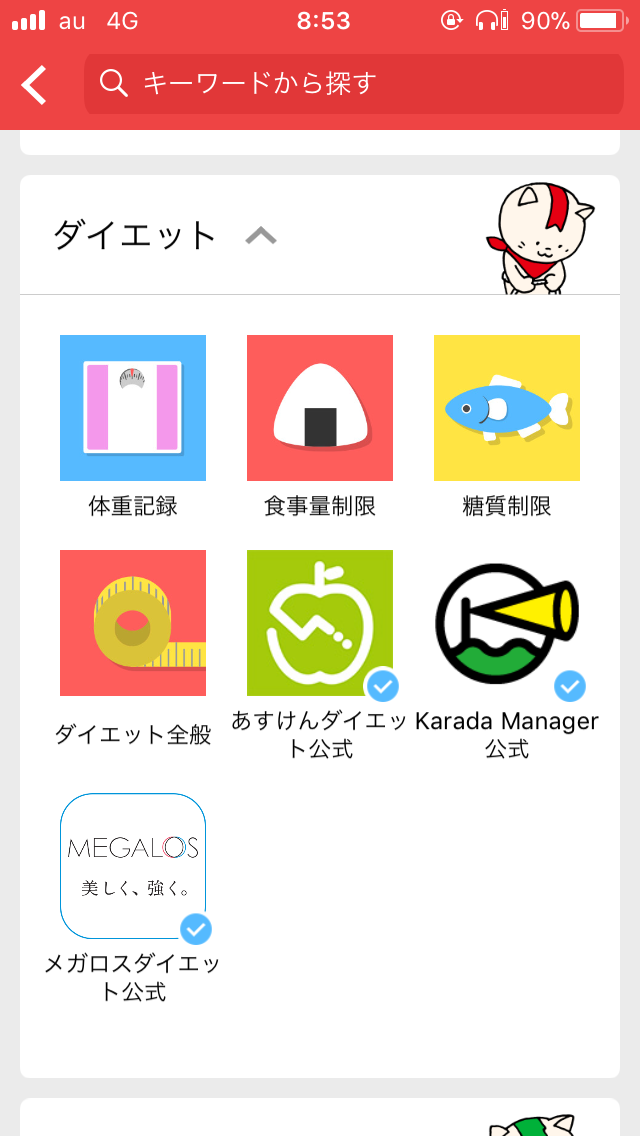 au 4G 8:53 90%
キーワードから探す
ダイエット
体重記録
食事量制限
糖質制限
ダイエット全般
あすけんダイエッ
ト公式
Karada Manager
公式
MEGALOS
美しく、強く。
メガロスダイエッ
ト公式